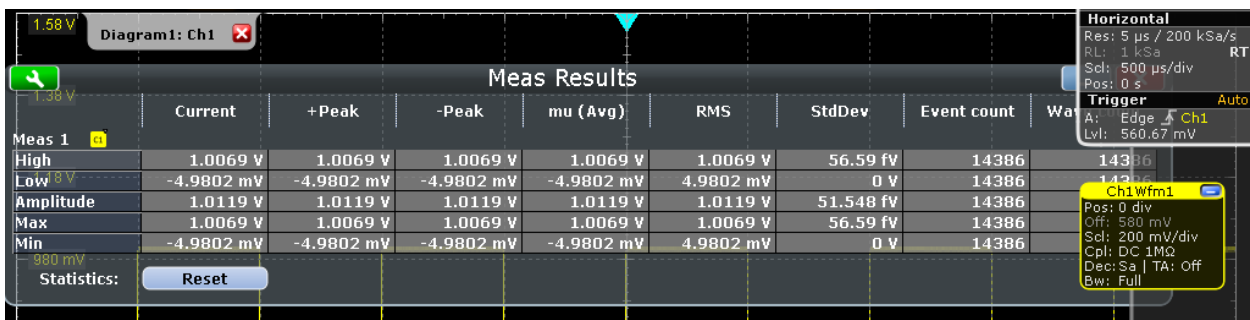 1.58 V
Diagram1: Ch1
Horizontal
Res: 5 µs / 200 kSa/s
RL: 1 kSa RT
Scl: 500 µs/div
Pos: 0 s
Meas Results
1.38 V
Trigger Auto
A: Edge Ch1
Lvl: 560.67 mV
Current +Peak -Peak mu (Avg) RMS StdDev Event count
Meas 1 C1
High 1.0069 V 1.0069 V 1.0069 V 1.0069 V 1.0069 V 56.59 fV 14386 14386
Low -4.9802 mV -4.9802 mV -4.9802 mV -4.9802 mV 4.9802 mV 0 V 14386 14386
1.18 V
Amplitude 1.0119 V 1.0119 V 1.0119 V 1.0119 V 1.0119 V 51.548 fV 14386
Max 1.0069 V 1.0069 V 1.0069 V 1.0069 V 1.0069 V 56.59 fV 14386
Min -4.9802 mV -4.9802 mV -4.9802 mV -4.9802 mV 4.9802 mV 0 V 14386
Ch1Wfm1
Pos: 0 div
Off: 580 mV
Scl: 200 mV/div
Cpl: DC 1MΩ
Dec: Sa | TA: Off
Bw: Full
980 mV
Statistics: Reset